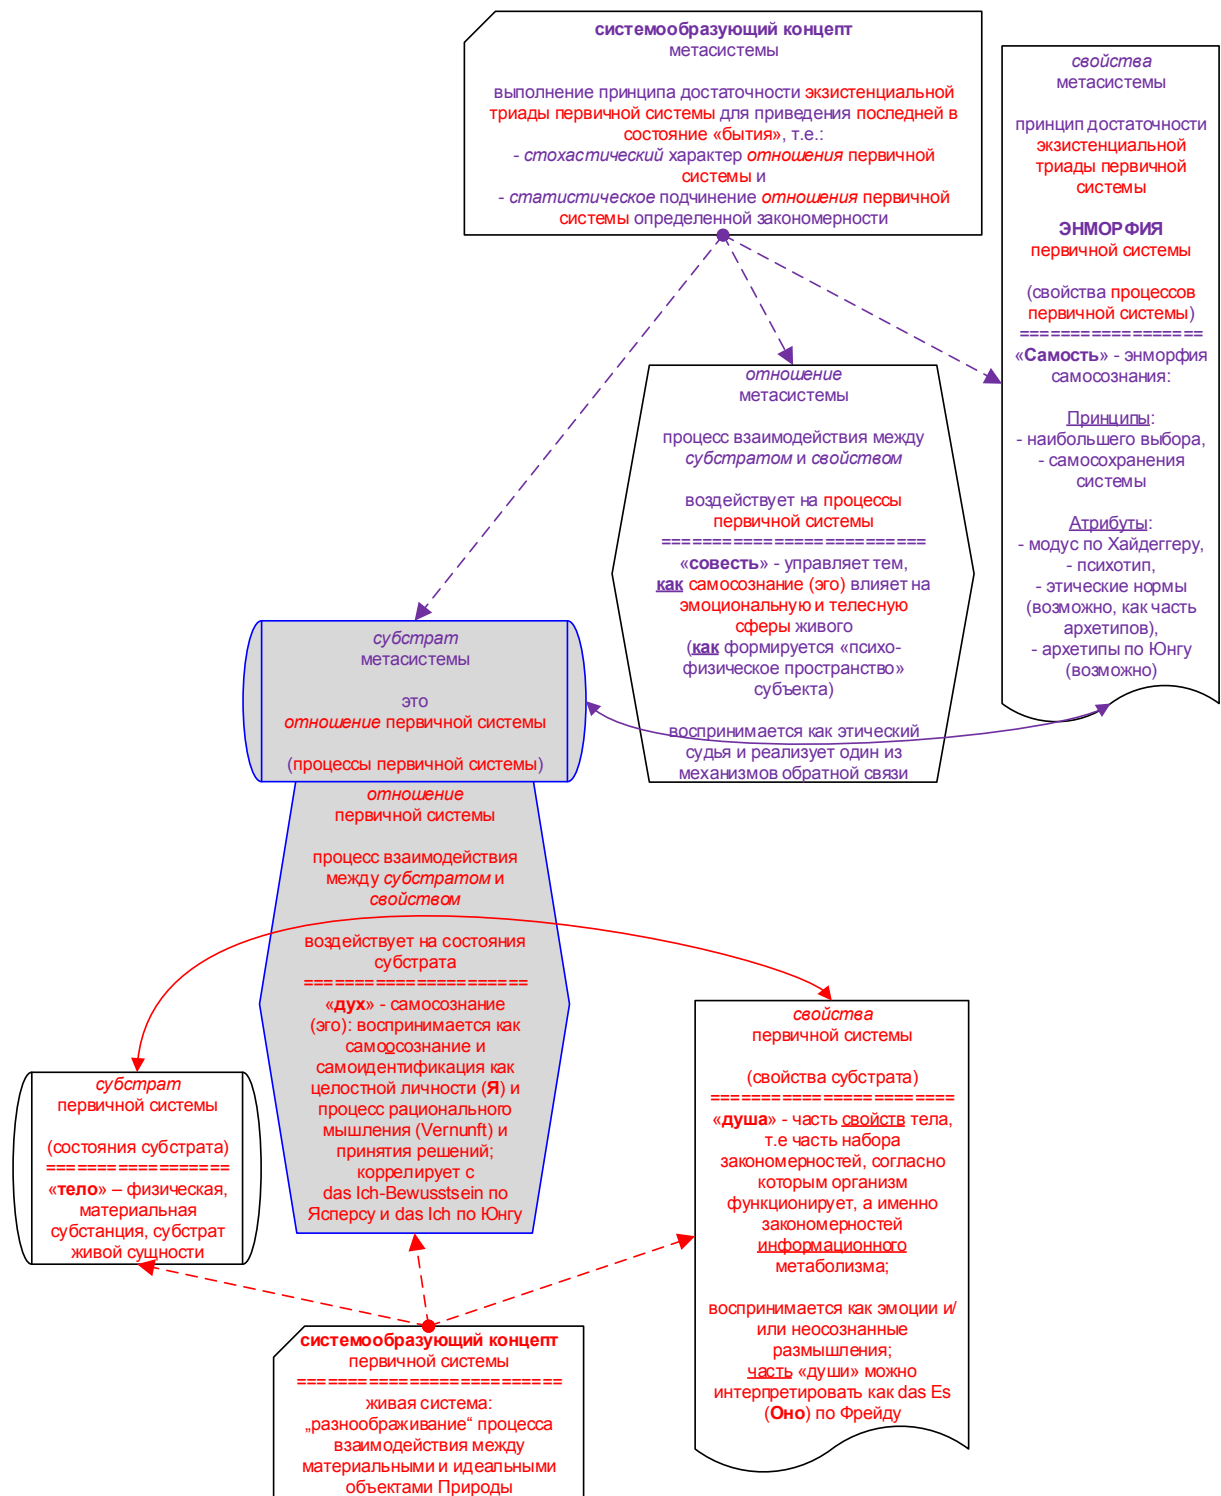 системообразующий концепт
метасистемы
выполнение принципа достаточности экзистенциальной
триады первичной системы для приведения последней в
состояние «бытия», т.е.:
- стохастический характер отношения первичной
системы и
- статистическое подчинение отношения первичной
системы определенной закономерности
свойства
метасистемы
принцип достаточности
экзистенциальной
триады первичной
системы
ЭНМОРФИЯ
первичной системы
(свойства процессов
первичной системы)
==================
«Самость» - энморфия
самосознания:
Принципы:
- наибольшего выбора,
- самосохранения
системы
Атрибуты:
- модус по Хайдеггеру,
- психотип,
- этические нормы
(возможно, как часть
архетипов),
- архетипы по Юнгу
(возможно)
отношение
метасистемы
процесс взаимодействия между
субстратом и свойством
воздействует на процессы
первичной системы
==========================
«совесть» - управляет тем,
как самосознание (эго) влияет на
эмоциональную и телесную
сферы живого
(как формируется «психо-
физическое пространство»
субъекта)
воспринимается как этический
судья и реализует один из
механизмов обратной связи
субстрат
метасистемы
это
отношение первичной системы
(процессы первичной системы)
отношение
первичной системы
процесс взаимодействия
между субстратом и
свойством
воздействует на состояния
субстрата
======================
«дух» - самосознание
(эго): воспринимается как
самоосознание и
самоидентификация как
целостной личности (Я) и
процесс рационального
мышления (Vernunft) и
принятия решений;
коррелирует с
das Ich-Bewusstsein по
Ясперсу и das Ich по Юнгу
субстрат
первичной системы
(состояния субстрата)
==================
«тело» – физическая,
материальная
субстанция, субстрат
живой сущности
свойства
первичной системы
(свойства субстрата)
========================
«душа» - часть свойств тела,
т.е часть набора
закономерностей, согласно
которым организм
функционирует, а именно
закономерностей
информационного
метаболизма;
воспринимается как эмоции и/
или неосознанные
размышления;
часть «души» можно
интерпретировать как das Es
(Оно) по Фрейду
системообразующий концепт
первичной системы
==========================
живая система:
„разноображивание“ процесса
взаимодействия между
материальными и идеальными
объектами Природы